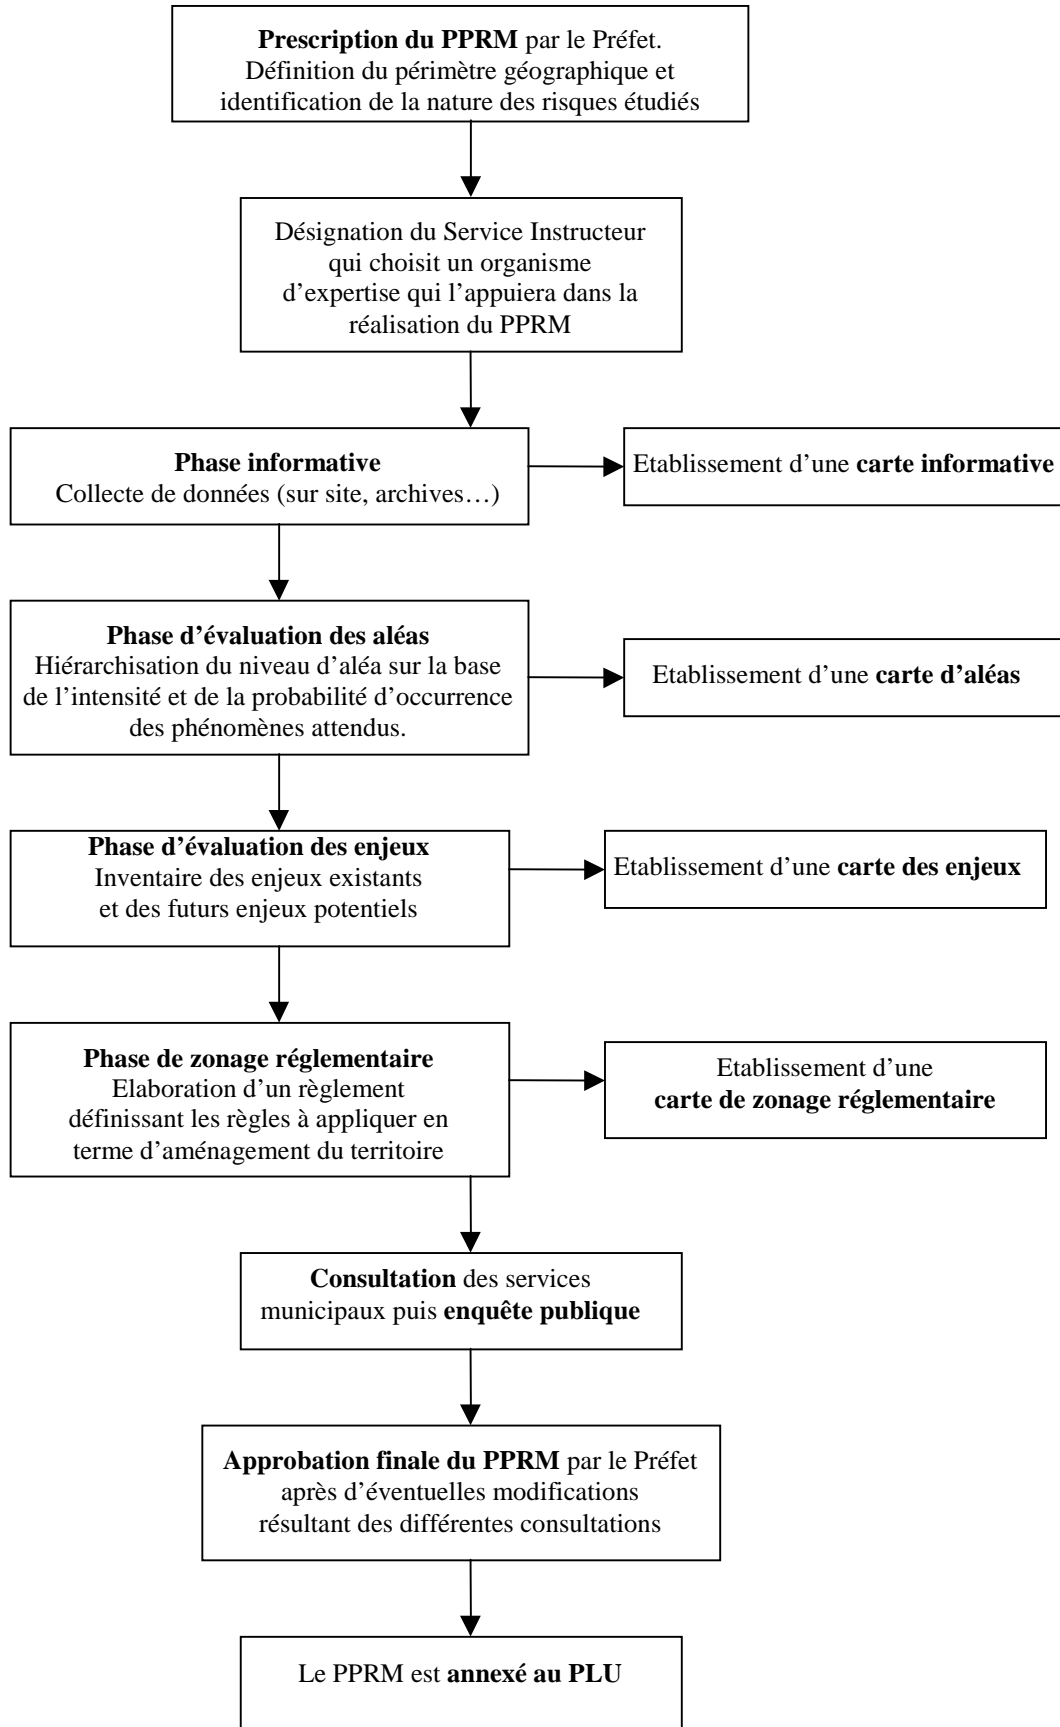 Prescription du PPRM par le Préfet.
Définition du périmètre géographique et
identification de la nature des risques étudiés
Désignation du Service Instructeur
qui choisit un organisme
d’expertise qui l’appuiera dans la
réalisation du PPRM
Phase informative
Collecte de données (sur site, archives…)
Etablissement d’une carte informative
Phase d’évaluation des aléas
Hiérarchisation du niveau d’aléa sur la base
de l’intensité et de la probabilité d’occurrence
des phénomènes attendus.
Etablissement d’une carte d’aléas
Phase d’évaluation des enjeux
Inventaire des enjeux existants
et des futurs enjeux potentiels
Etablissement d’une carte des enjeux
Phase de zonage réglementaire
Elaboration d’un règlement
définissant les règles à appliquer en
terme d’aménagement du territoire
Etablissement d’une
carte de zonage réglementaire
Consultation des services
municipaux puis enquête publique
Approbation finale du PPRM par le Préfet
après d’éventuelles modifications
résultant des différentes consultations
Le PPRM est annexé au PLU